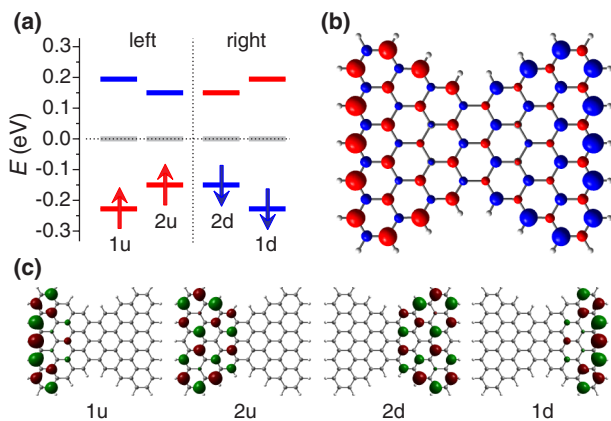 (a)
left
right
0.3
0.2
0.1
0.0
-0.1
-0.2
-0.3
E (eV)
1u
2u
2d
1d
(b)
(c)
1u
2u
2d
1d